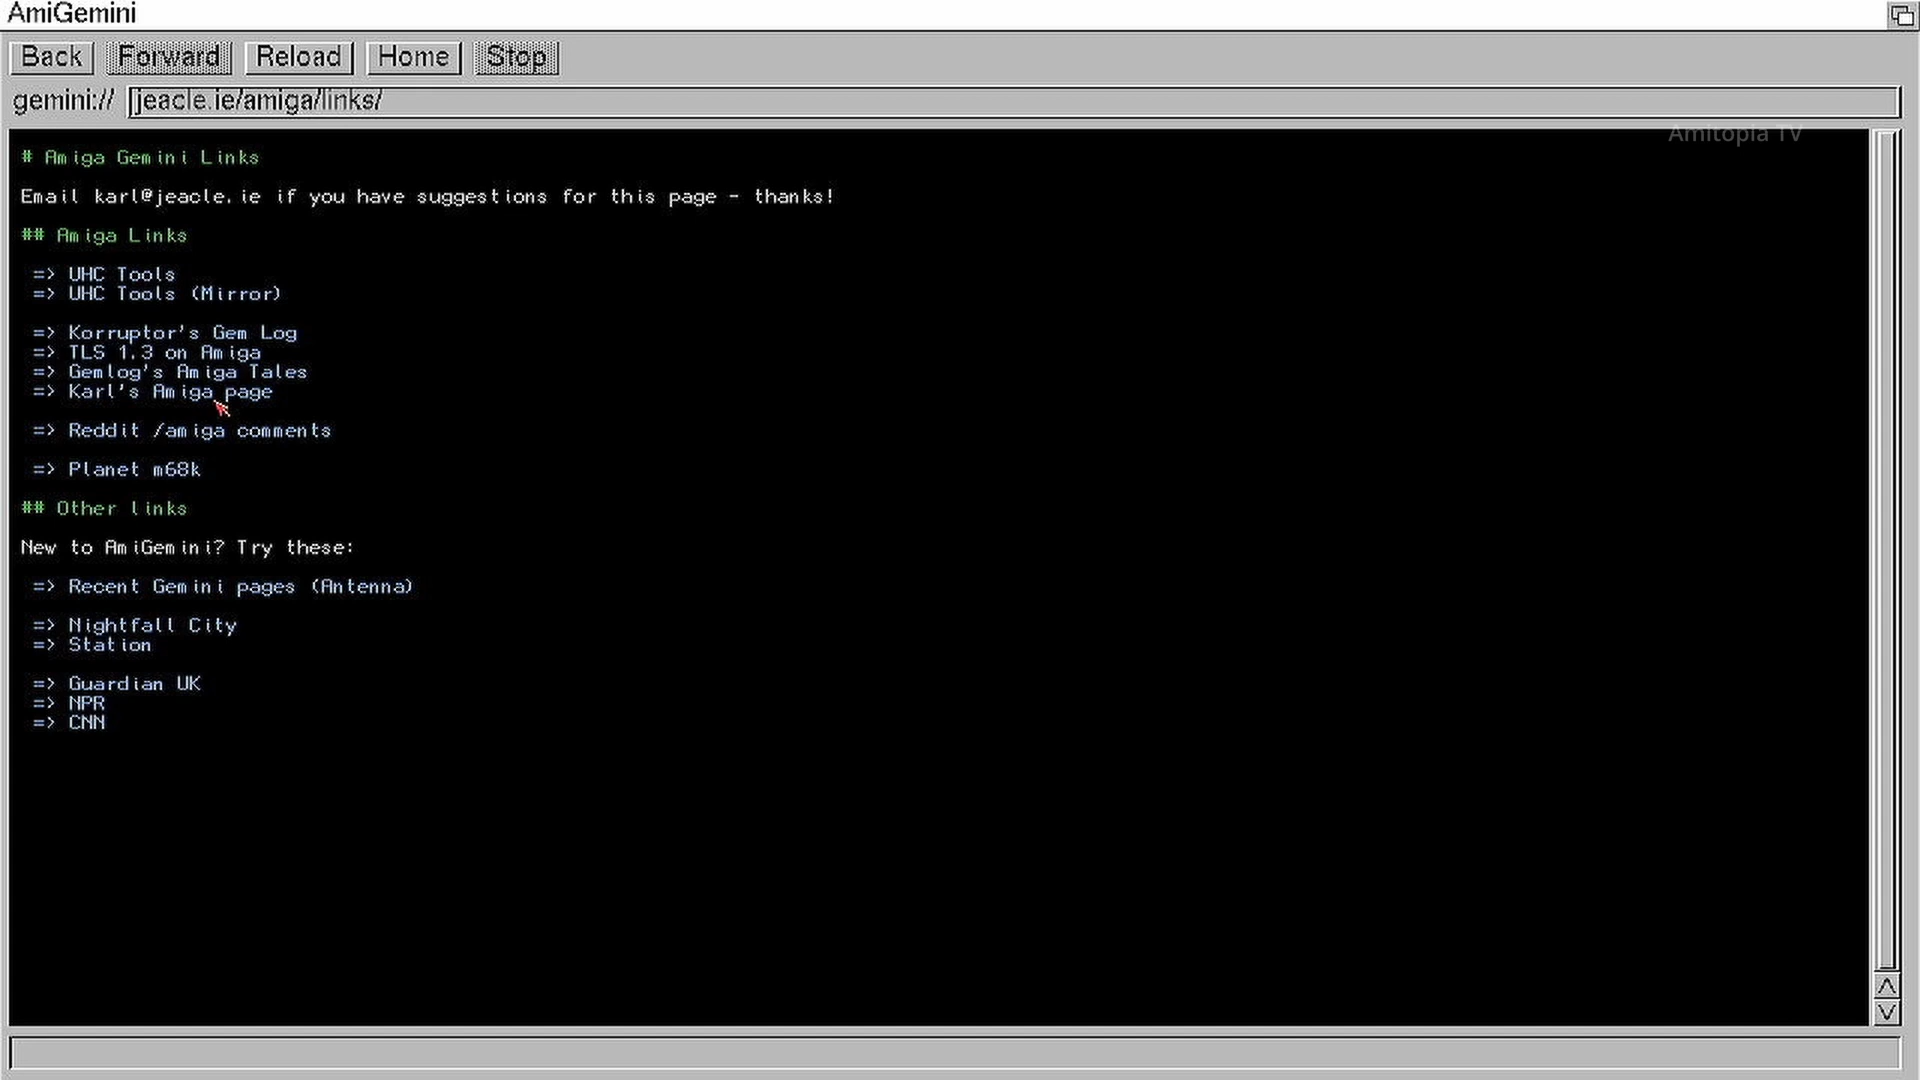 AmiGemini
Back Forward Reload Home Stop
gemini:// jeacle.ie/amiga/links/
Amitopia TV
# Amiga Gemini Links
Email karl@jeacle.ie if you have suggestions for this page - thanks!
## Amiga Links
=> UHC Tools
=> UHC Tools (Mirror)
=> Korruptor's Gem Log
=> TLS 1.3 on Amiga
=> Gemlog's Amiga Tales
=> Karl's Amiga page
=> Reddit /amiga comments
=> Planet m68k
## Other links
New to AmiGemini? Try these:
=> Recent Gemini pages (Antenna)
=> Nightfall City
=> Station
=> Guardian UK
=> NPR
=> CNN